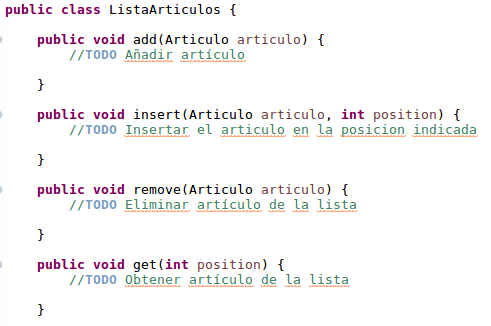 public class ListaArticulos {
public void add(Articulo articulo) {
//TODO Añadir artículo
}
public void insert(Articulo articulo, int position) {
//TODO Insertar el articulo en la posicion indicada
}
public void remove(Articulo articulo) {
//TODO Eliminar artículo de la lista
}
public void get(int position) {
//TODO Obtener artículo de la lista
}